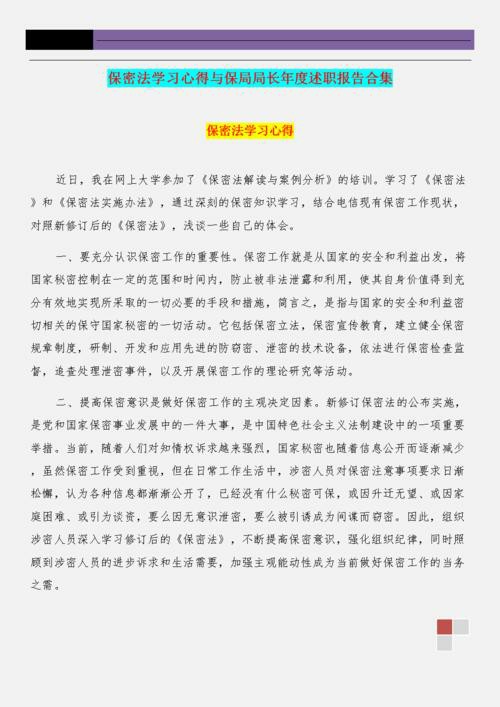 保密法学习心得与保局局长年度述职报告合集
保密法学习心得
近日，我在网上大学参加了《保密法解读与案例分析》的培训。学习了《保密法
》和《保密法实施办法》，通过深刻的保密知识学习，结合电信现有保密工作现状，
对照新修订后的《保密法》，浅谈一些自己的体会。
一、要充分认识保密工作的重要性。保密工作就是从国家的安全和利益出发，将
国家秘密控制在一定的范围和时间内，防止被非法泄露和利用，使其自身价值得到充
分有效地实现所采取的一切必要的手段和措施，简言之，是指与国家的安全和利益密
切相关的保守国家秘密的一切活动。它包括保密立法，保密宣传教育，建立健全保密
规章制度，研制、开发和应用先进的防窃密、泄密的技术设备，依法进行保密检查监
督，追查处理泄密事件，以及开展保密工作的理论研究等活动。
二、提高保密意识是做好保密工作的主观决定因素。新修订保密法的公布实施，
是党和国家保密事业发展中的一件大事，是中国特色社会主义法制建设中的一项重要
举措。当前，随着人们对知情权诉求越来强烈，国家秘密也随着信息公开而逐渐减少
，虽然保密工作受到重视，但在日常工作生活中，涉密人员对保密注意事项要求日渐
松懈，认为各种信息都渐渐公开了，已经没有什么秘密可保，或因升迁无望、或因家
庭困难、或引为谈资，要么因无意识泄密，要么被引诱成为间谍而窃密。因此，组织
涉密人员深入学习修订后的《保密法》，不断提高保密意识，强化组织纪律，同时照
顾到涉密人员的进步诉求和生活需要，加强主观能动性成为当前做好保密工作的当务
之需。